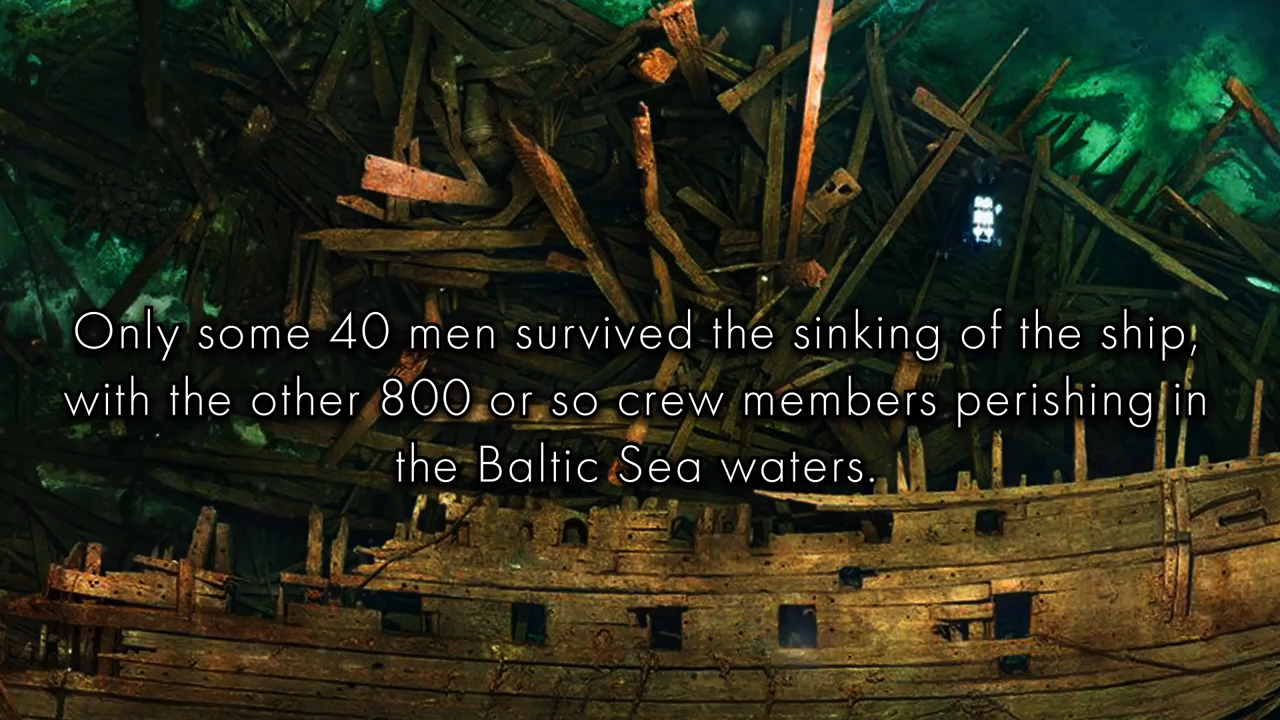 Only some 40 men survived the sinking of the ship,
with the other 800 or so crew members perishing in
the Baltic Sea waters.